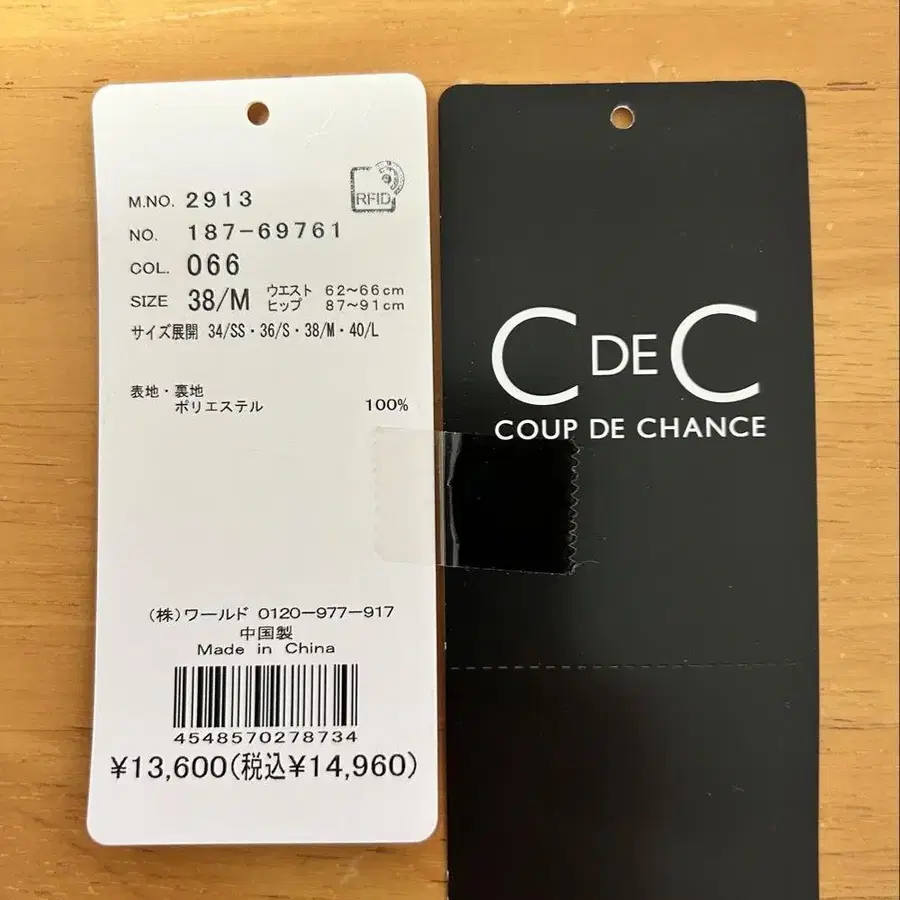 M.NO. 2913
RFID
NO. 187-69761
COL. 066
SIZE 38/M ウエスト 62~66cm
ヒップ 87~91cm
サイズ展開 34/SS・36/S・38/M・40/L
表地・裏地
ポリエステル 100%
(株)ワールド 0120-977-917
中国製
Made in China
4548570278734
¥13,600(税込¥14,960)
C DE C
COUP DE CHANCE